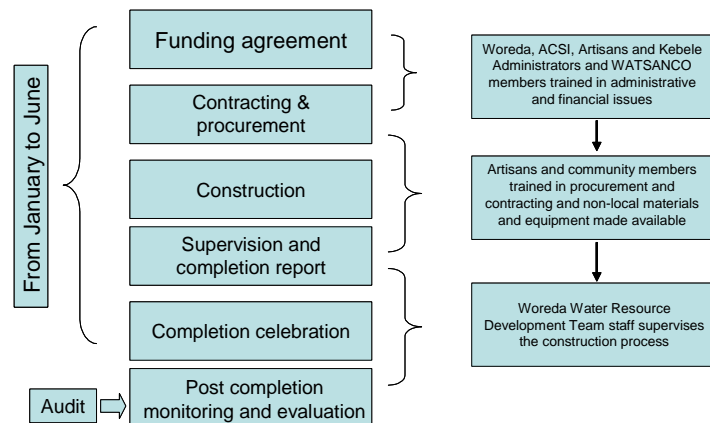 From January to June
Funding agreement
Contracting &
procurement
Construction
Supervision and
completion report
Completion celebration
Audit
Post completion
monitoring and evaluation
Woreda, ACSI, Artisans and Kebele
Administrators and WATSANCO
members trained in administrative
and financial issues
Artisans and community members
trained in procurement and
contracting and non-local materials
and equipment made available
Woreda Water Resource
Development Team staff supervises
the construction process